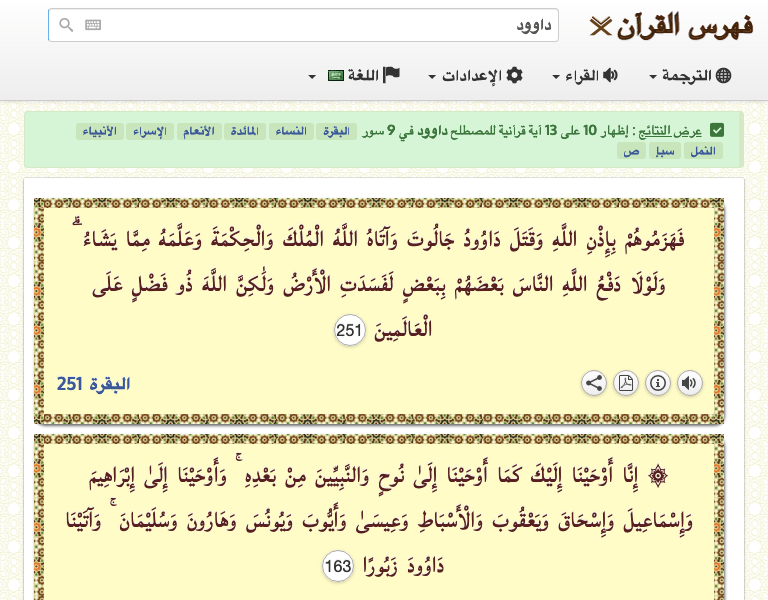 فهرس القرآن
داوود
الترجمة القراء الإعدادات اللغة
عرض النتائج : إظهار 10 على 13 آية قرآنية للمصطلح داوود في 9 سور البقرة النساء المائدة الأنعام الإسراء الأنبياء
النمل سبإ ص
فَهَزَمُوهُمْ بِإِذْنِ اللَّهِ وَقَتَلَ دَاوُودُ جَالُوتَ وَآتَاهُ اللَّهُ الْمُلْكَ وَالْحِكْمَةَ وَعَلَّمَهُ مِمَّا يَشَاءُ ۗ
وَلَوْلَا دَفْعُ اللَّهِ النَّاسَ بَعْضَهُمْ بِبَعْضٍ لَفَسَدَتِ الْأَرْضُ وَلَٰكِنَّ اللَّهَ ذُو فَضْلٍ عَلَى
الْعَالَمِينَ 251
البقرة 251
۞ إِنَّا أَوْحَيْنَا إِلَيْكَ كَمَا أَوْحَيْنَا إِلَىٰ نُوحٍ وَالنَّبِيِّينَ مِنْ بَعْدِهِ ۚ وَأَوْحَيْنَا إِلَىٰ إِبْرَاهِيمَ
وَإِسْمَاعِيلَ وَإِسْحَاقَ وَيَعْقُوبَ وَالْأَسْبَاطِ وَعِيسَىٰ وَأَيُّوبَ وَيُونُسَ وَهَارُونَ وَسُلَيْمَانَ ۚ وَآتَيْنَا
دَاوُودَ زَبُورًا 163